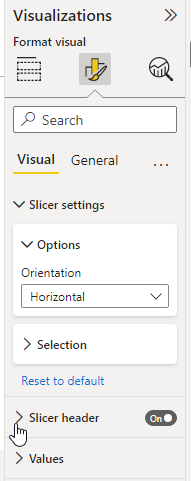 Visualizations
Format visual
Search
Visual General ...
Slicer settings
Options
Orientation
Horizontal
Selection
Reset to default
Slicer header On
Values